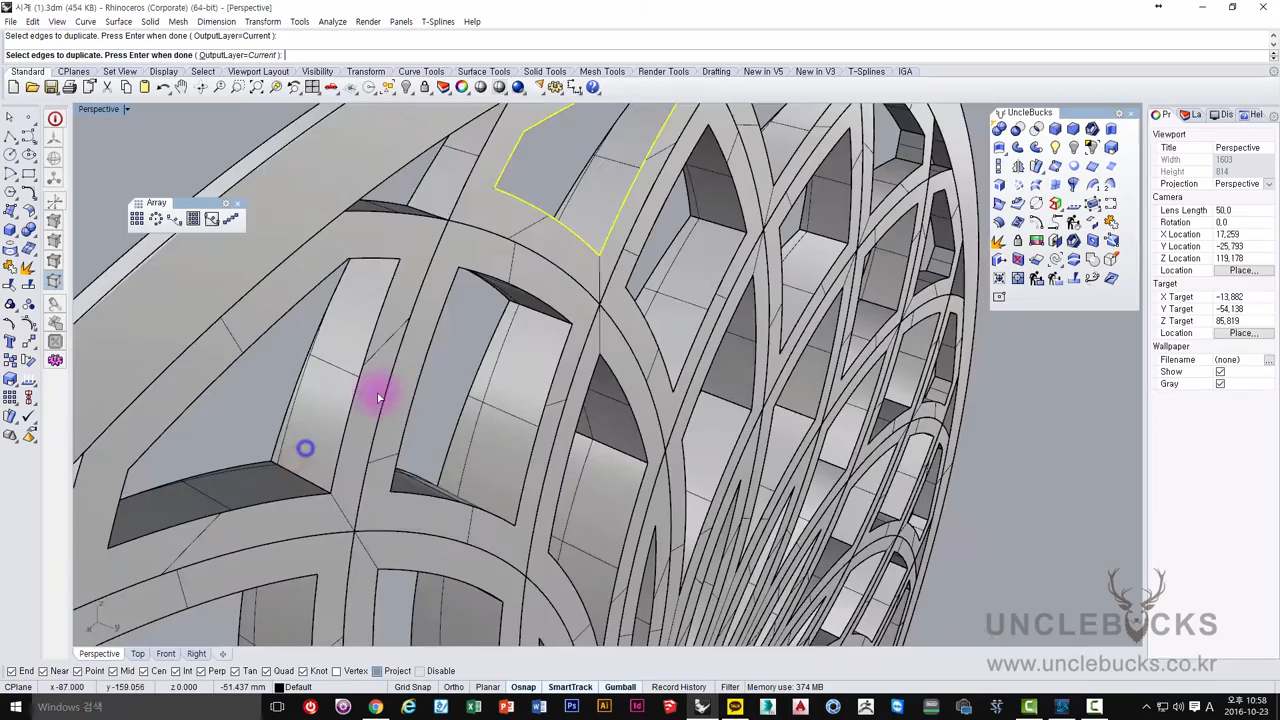 시계 (1).3dm (454 KB) - Rhinoceros (Corporate) (64-bit) - [Perspective]
File Edit View Curve Surface Solid Mesh Dimension Transform Tools Analyze Render Panels T-Splines Help
Select edges to duplicate. Press Enter when done ( OutputLayer=Current ):
Select edges to duplicate. Press Enter when done ( OutputLayer=Current ):
Standard CPlanes Set View Display Select Viewport Layout Visibility Transform Curve Tools Surface Tools Solid Tools Mesh Tools Render Tools Drafting New in V5 New in V3 T-Splines IGA
Perspective
UncleBucks
Pr La Dis Hel
Viewport
Title Perspective
Width 1603
Height 814
Projection Perspective
Camera
Lens Length 50,0
Rotation 0,0
X Location 17,259
Y Location -25,793
Z Location 119,178
Location Place...
Target
X Target -13,882
Y Target -54,138
Z Target 85,819
Location Place...
Wallpaper
Filename (none) ...
Show
Gray
Array
z
x y
UNCLEBUCKS
www.unclebucks.co.kr
Perspective Top Front Right
End Near Point Mid Cen Int Perp Tan Quad Knot Vertex Project Disable
CPlane x -87.000 y -159.056 z 0.000 -51.437 mm Default Grid Snap Ortho Planar Osnap SmartTrack Gumball Record History Filter Memory use: 374 MB
Windows 검색
A 오후 10:58
2016-10-23